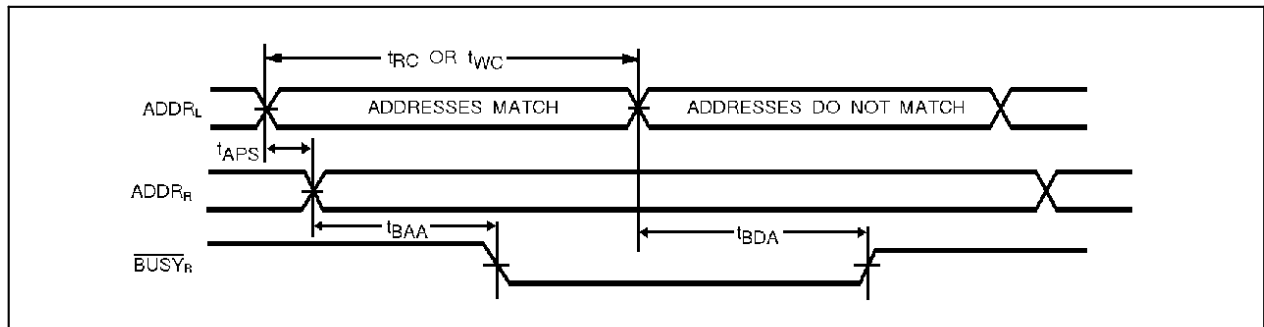 tRC OR tWC
ADDRL
ADDRESSES MATCH
ADDRESSES DO NOT MATCH
tAPS
ADDRR
tBAA
tBDA
BUSYR